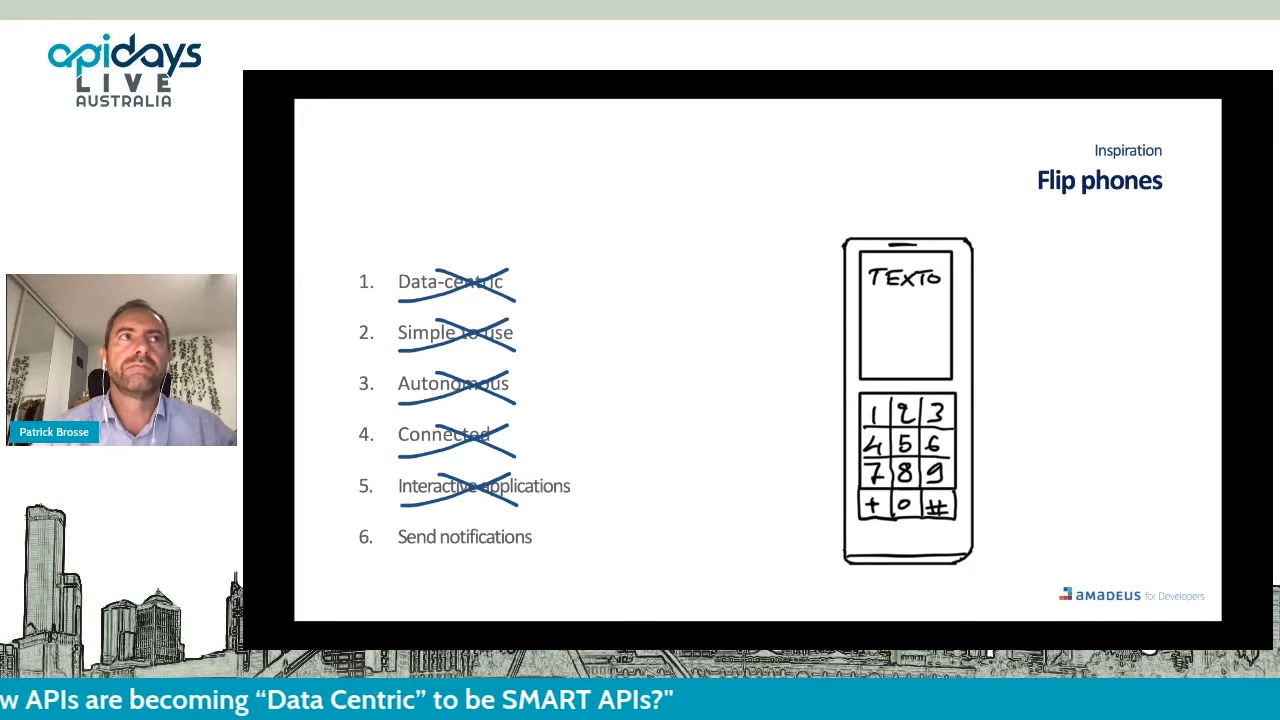 apidays
LIVE
AUSTRALIA
Inspiration
Flip phones
1. Data-centric
2. Simple to use
3. Autonomous
4. Connected
5. Interactive applications
6. Send notifications
TEXTO
1 2 3
4 5 6
7 8 9
+ 0 #
amadeus for Developers
Patrick Brosse
w APIs are becoming “Data Centric” to be SMART APIs?"